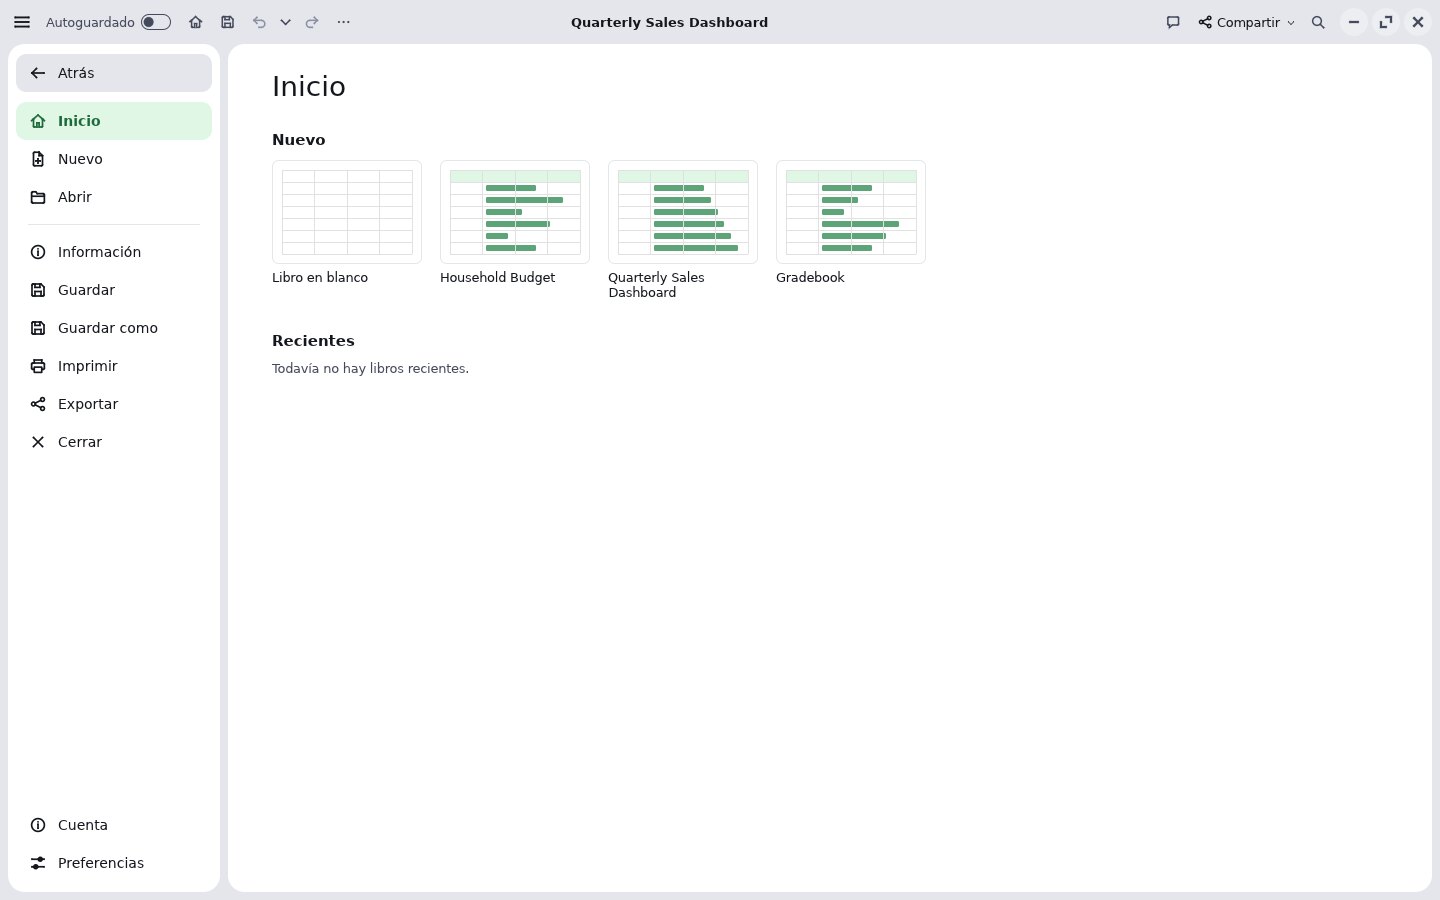 Autoguardado
Quarterly Sales Dashboard
Compartir
Atrás
Inicio
Nuevo
Abrir
Información
Guardar
Guardar como
Imprimir
Exportar
Cerrar
Cuenta
Preferencias
Inicio
Nuevo
Libro en blanco
Household Budget
Quarterly Sales
Dashboard
Gradebook
Recientes
Todavía no hay libros recientes.